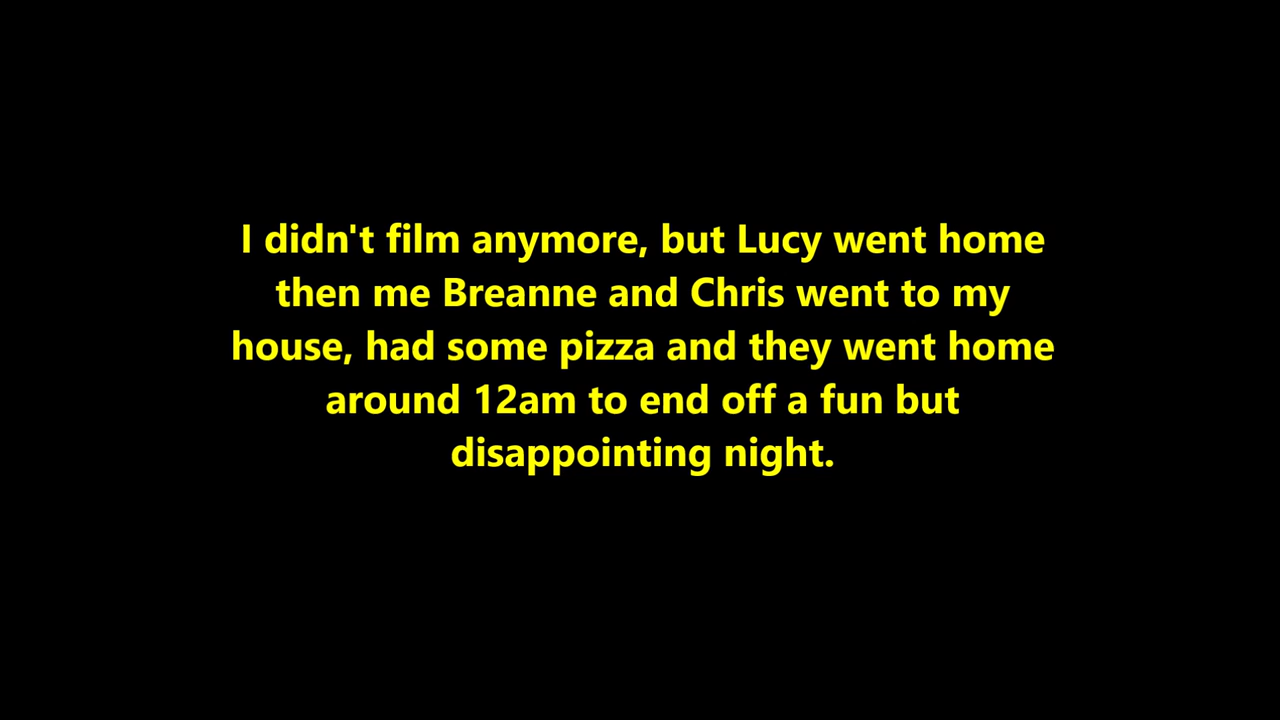 I didn't film anymore, but Lucy went home
then me Breanne and Chris went to my
house, had some pizza and they went home
around 12am to end off a fun but
disappointing night.